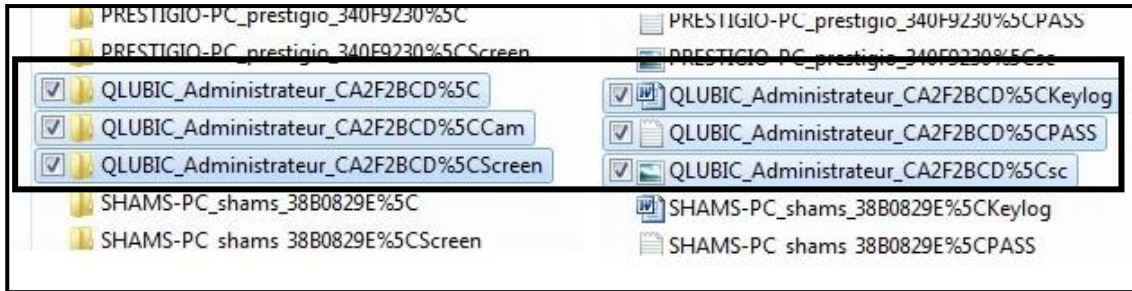 PRESTIGIO-PC_prestigio_340F9230%5C
PRESTIGIO-PC_prestigio_340F9230%5CScreen
QLUBIC_Administrateur_CA2F2BCD%5C
QLUBIC_Administrateur_CA2F2BCD%5CCam
QLUBIC_Administrateur_CA2F2BCD%5CScreen
SHAMS-PC_shams_38B0829E%5C
SHAMS-PC_shams_38B0829E%5CScreen
PRESTIGIO-PC_prestigio_340F9230%5CPASS
PRESTIGIO-PC_prestigio_340F9230%5Csc
QLUBIC_Administrateur_CA2F2BCD%5CKeylog
QLUBIC_Administrateur_CA2F2BCD%5CPASS
QLUBIC_Administrateur_CA2F2BCD%5Csc
SHAMS-PC_shams_38B0829E%5CKeylog
SHAMS-PC_shams_38B0829E%5CPASS